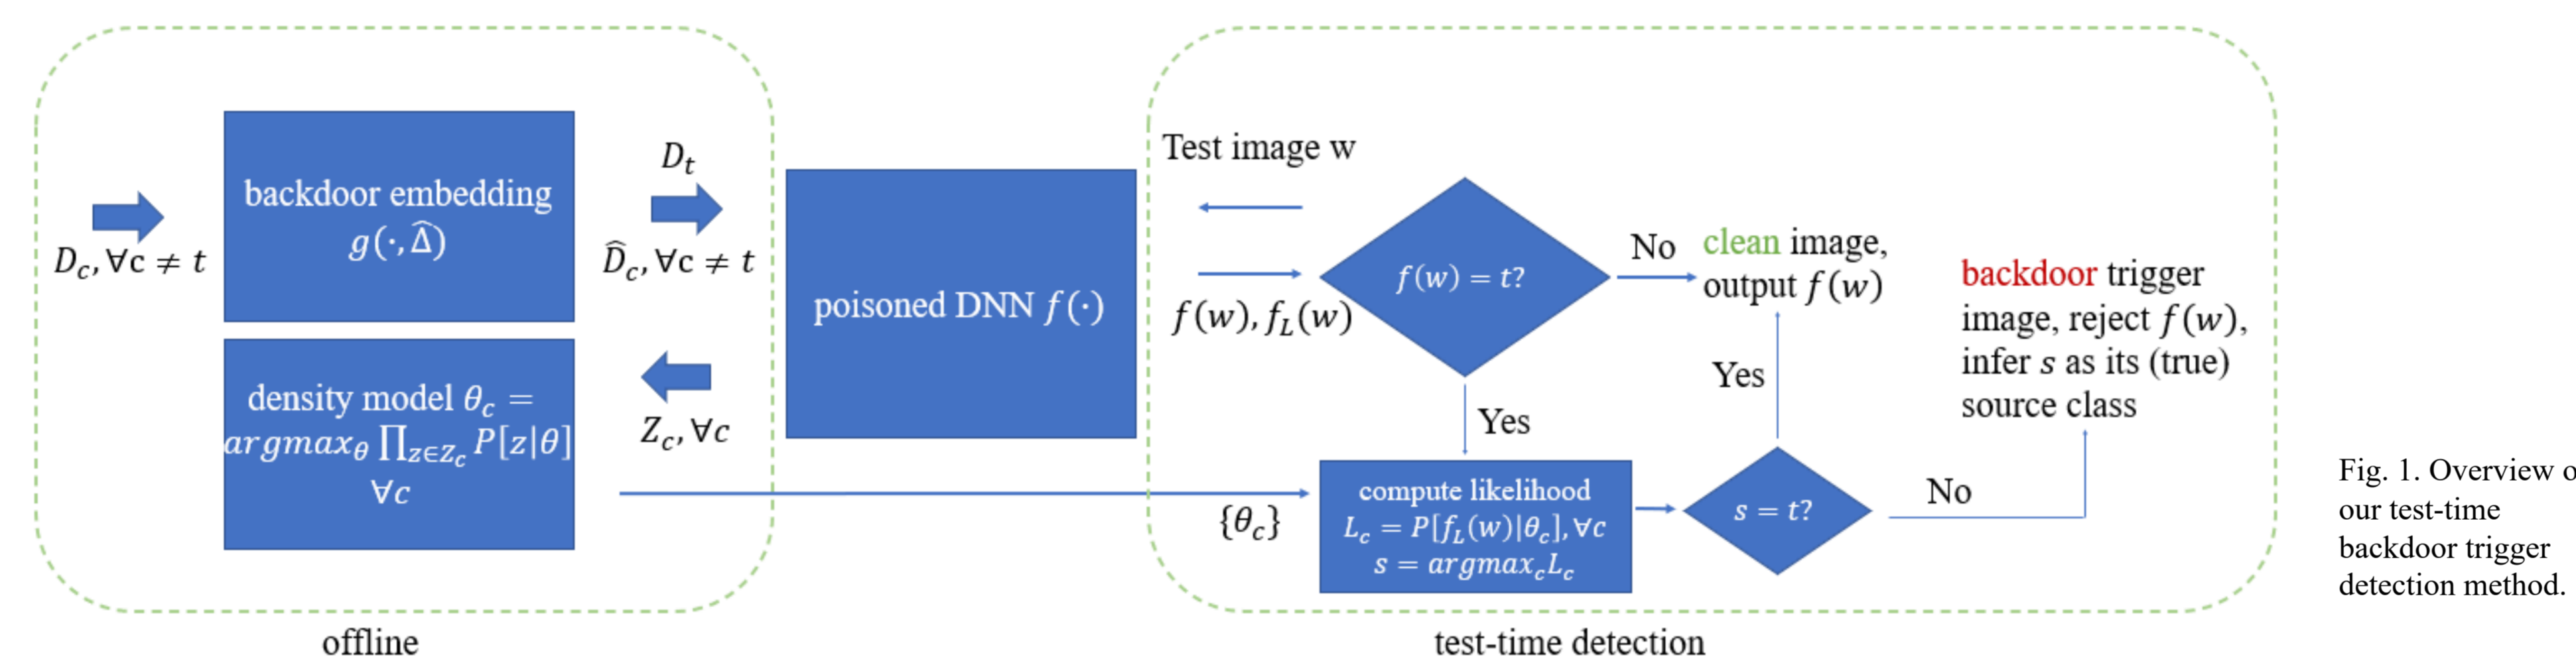 D_c, ∀c ≠ t
backdoor embedding
g(·, Δ̂)
D_t
D̂_c, ∀c ≠ t
density model θ_c =
argmax_θ ∏_{z∈Z_c} P[z|θ]
∀c
Z_c, ∀c
offline
poisoned DNN f(·)
Test image w
f(w), f_L(w)
f(w) = t?
No
clean image,
output f(w)
Yes
{θ_c}
compute likelihood
L_c = P[f_L(w)|θ_c], ∀c
s = argmax_c L_c
s = t?
Yes
No
backdoor trigger
image, reject f(w),
infer s as its (true)
source class
test-time detection
Fig. 1. Overview o
our test-time
backdoor trigger
detection method.